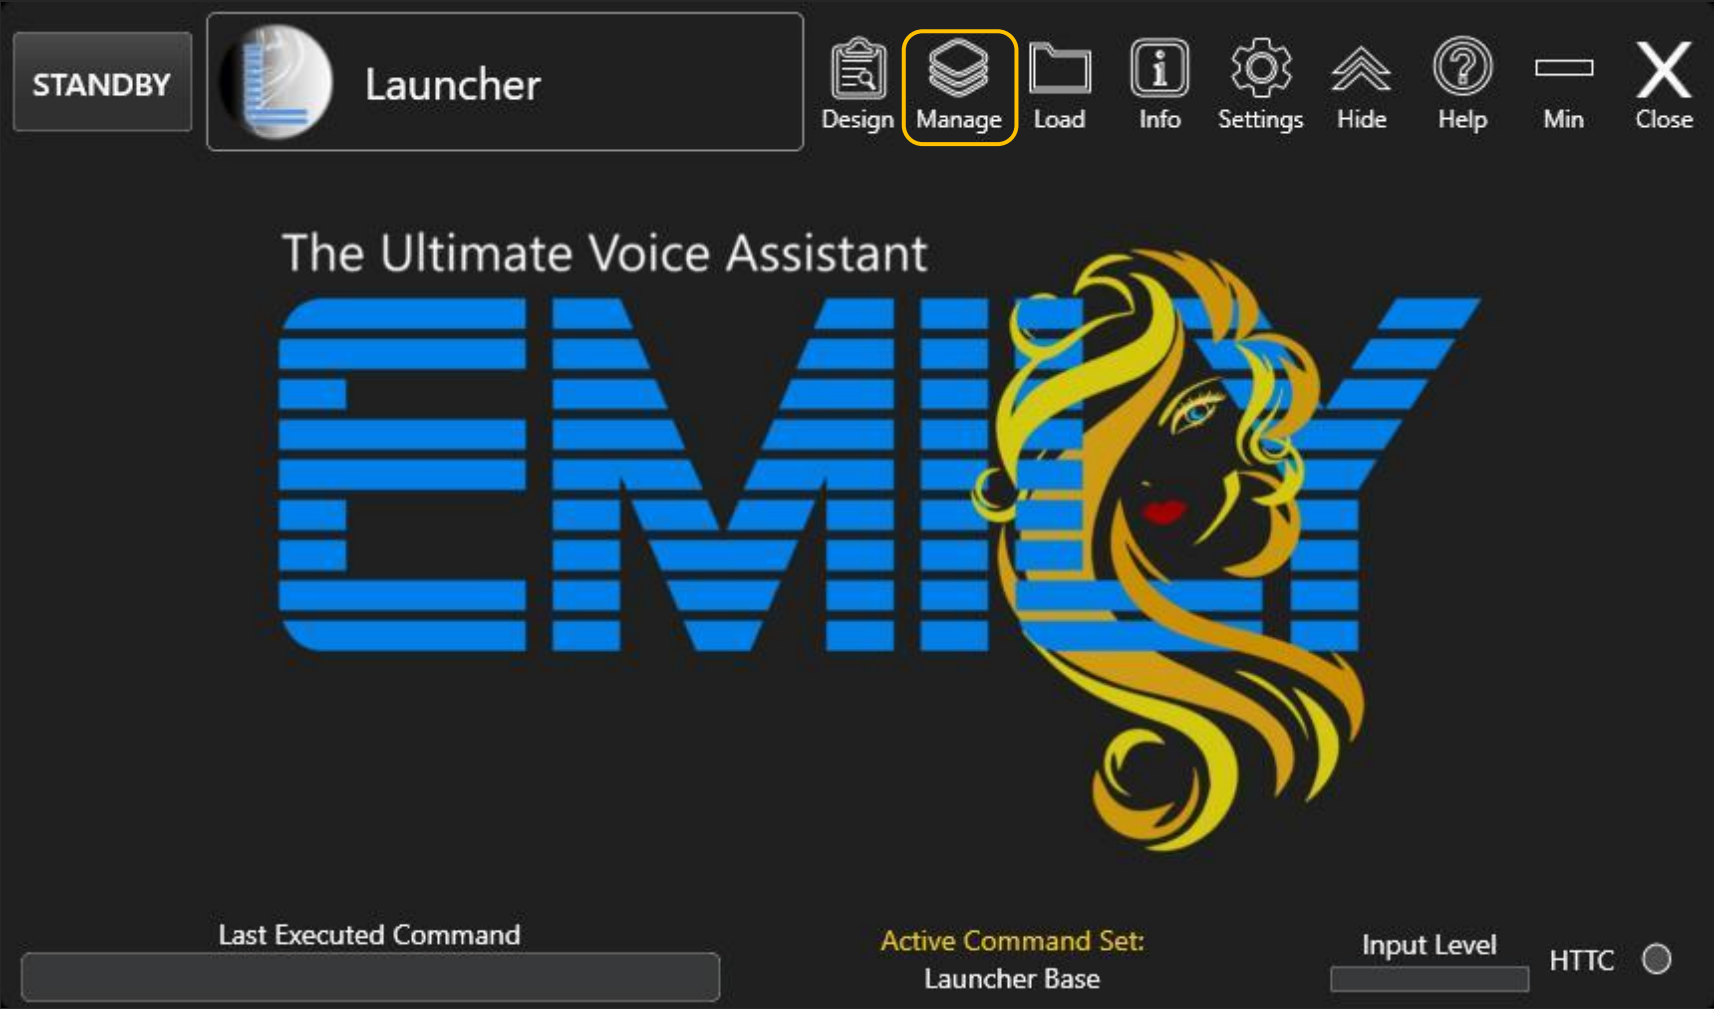 STANDBY
Launcher
Design
Manage
Load
Info
Settings
Hide
Help
Min
X
Close
The Ultimate Voice Assistant
EMILY
Last Executed Command
Active Command Set:
Launcher Base
Input Level
HTTC